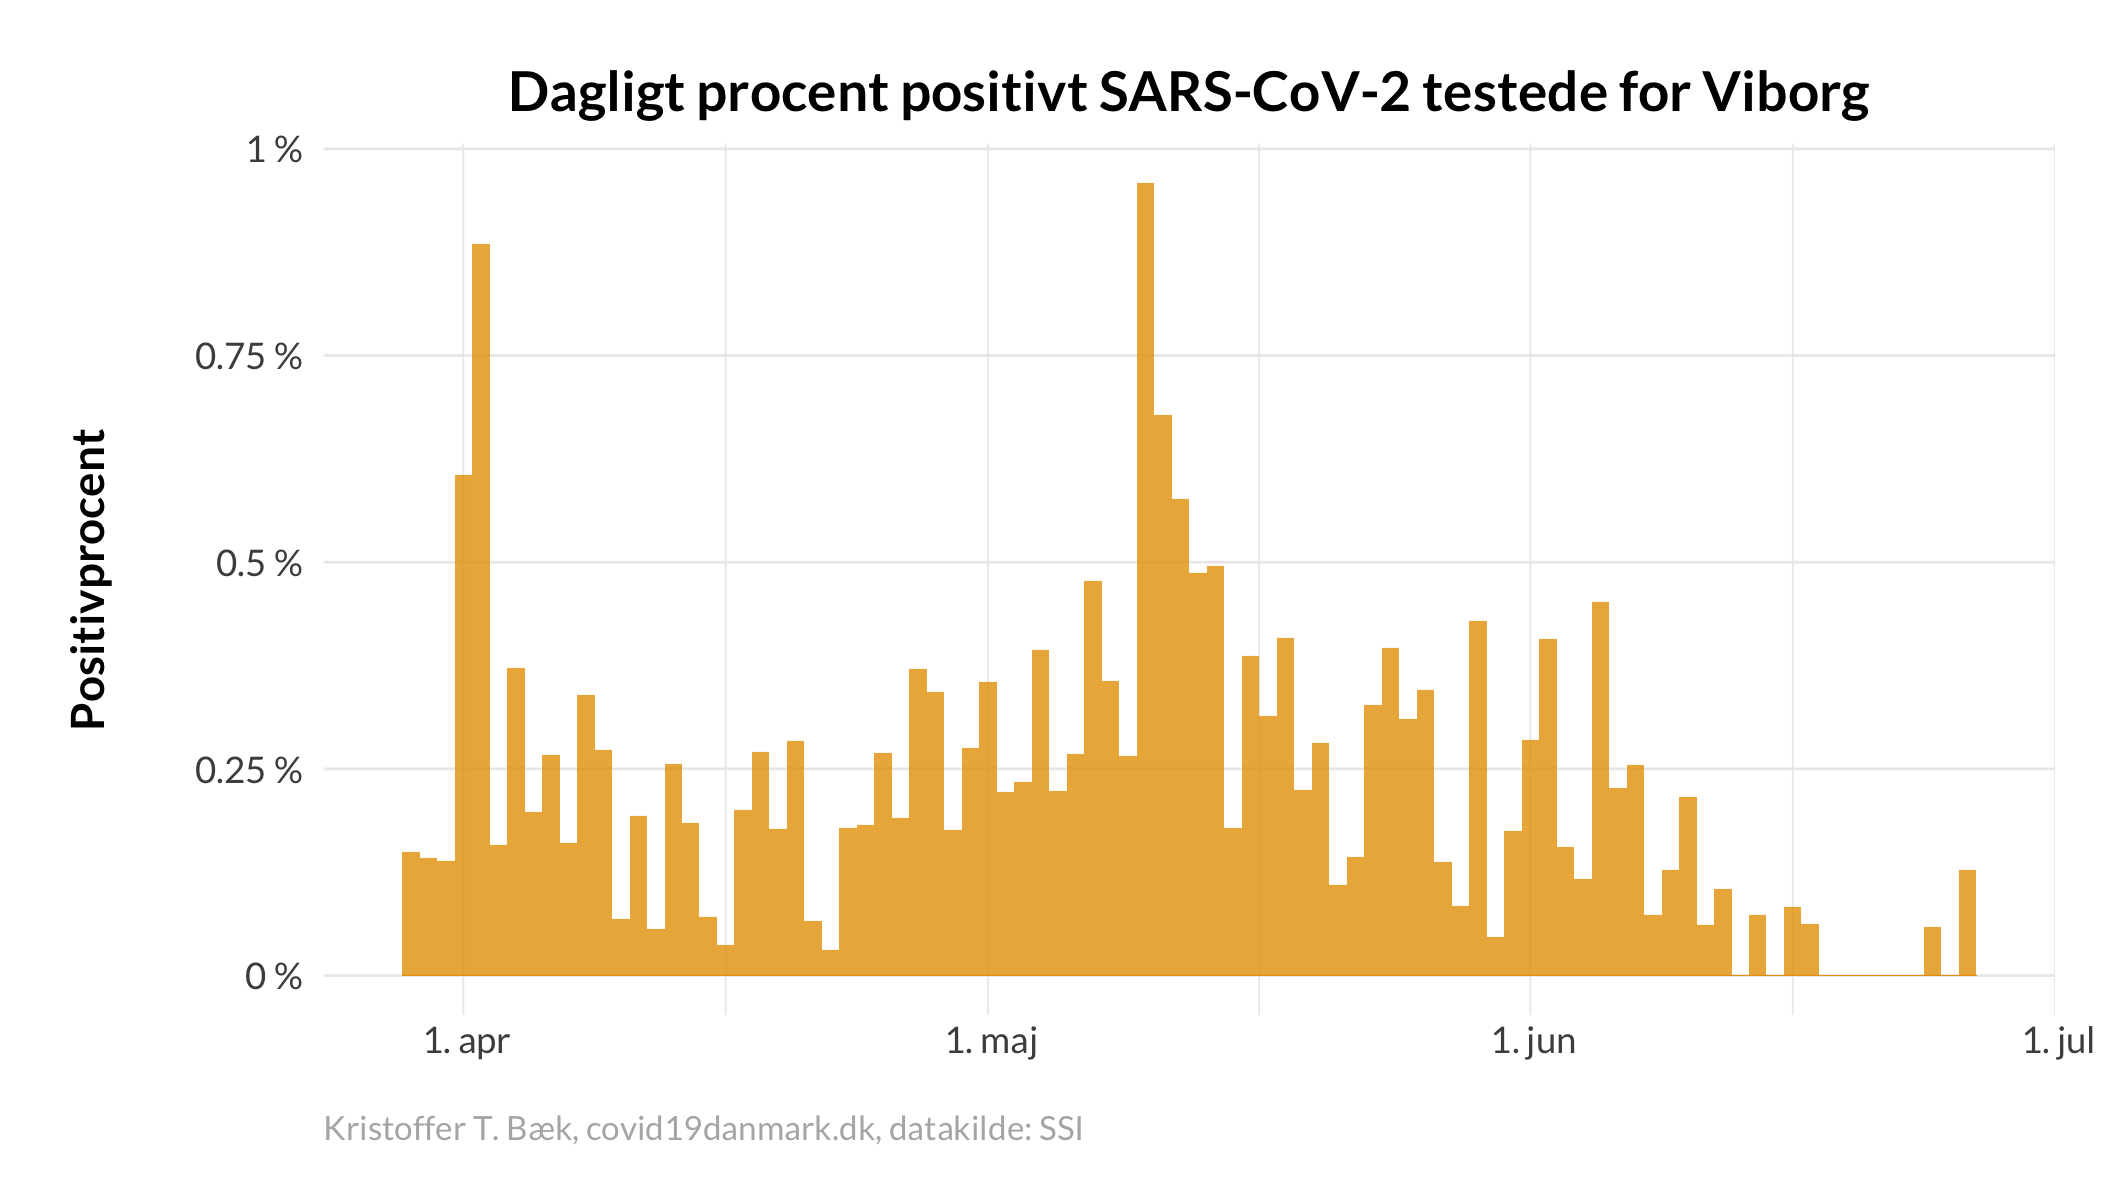 Dagligt procent positivt SARS-CoV-2 testede for Viborg
Positivprocent
1 %
0.75 %
0.5 %
0.25 %
0 %
1. apr
1. maj
1. jun
1. jul
Kristoffer T. Bæk, covid19danmark.dk, datakilde: SSI